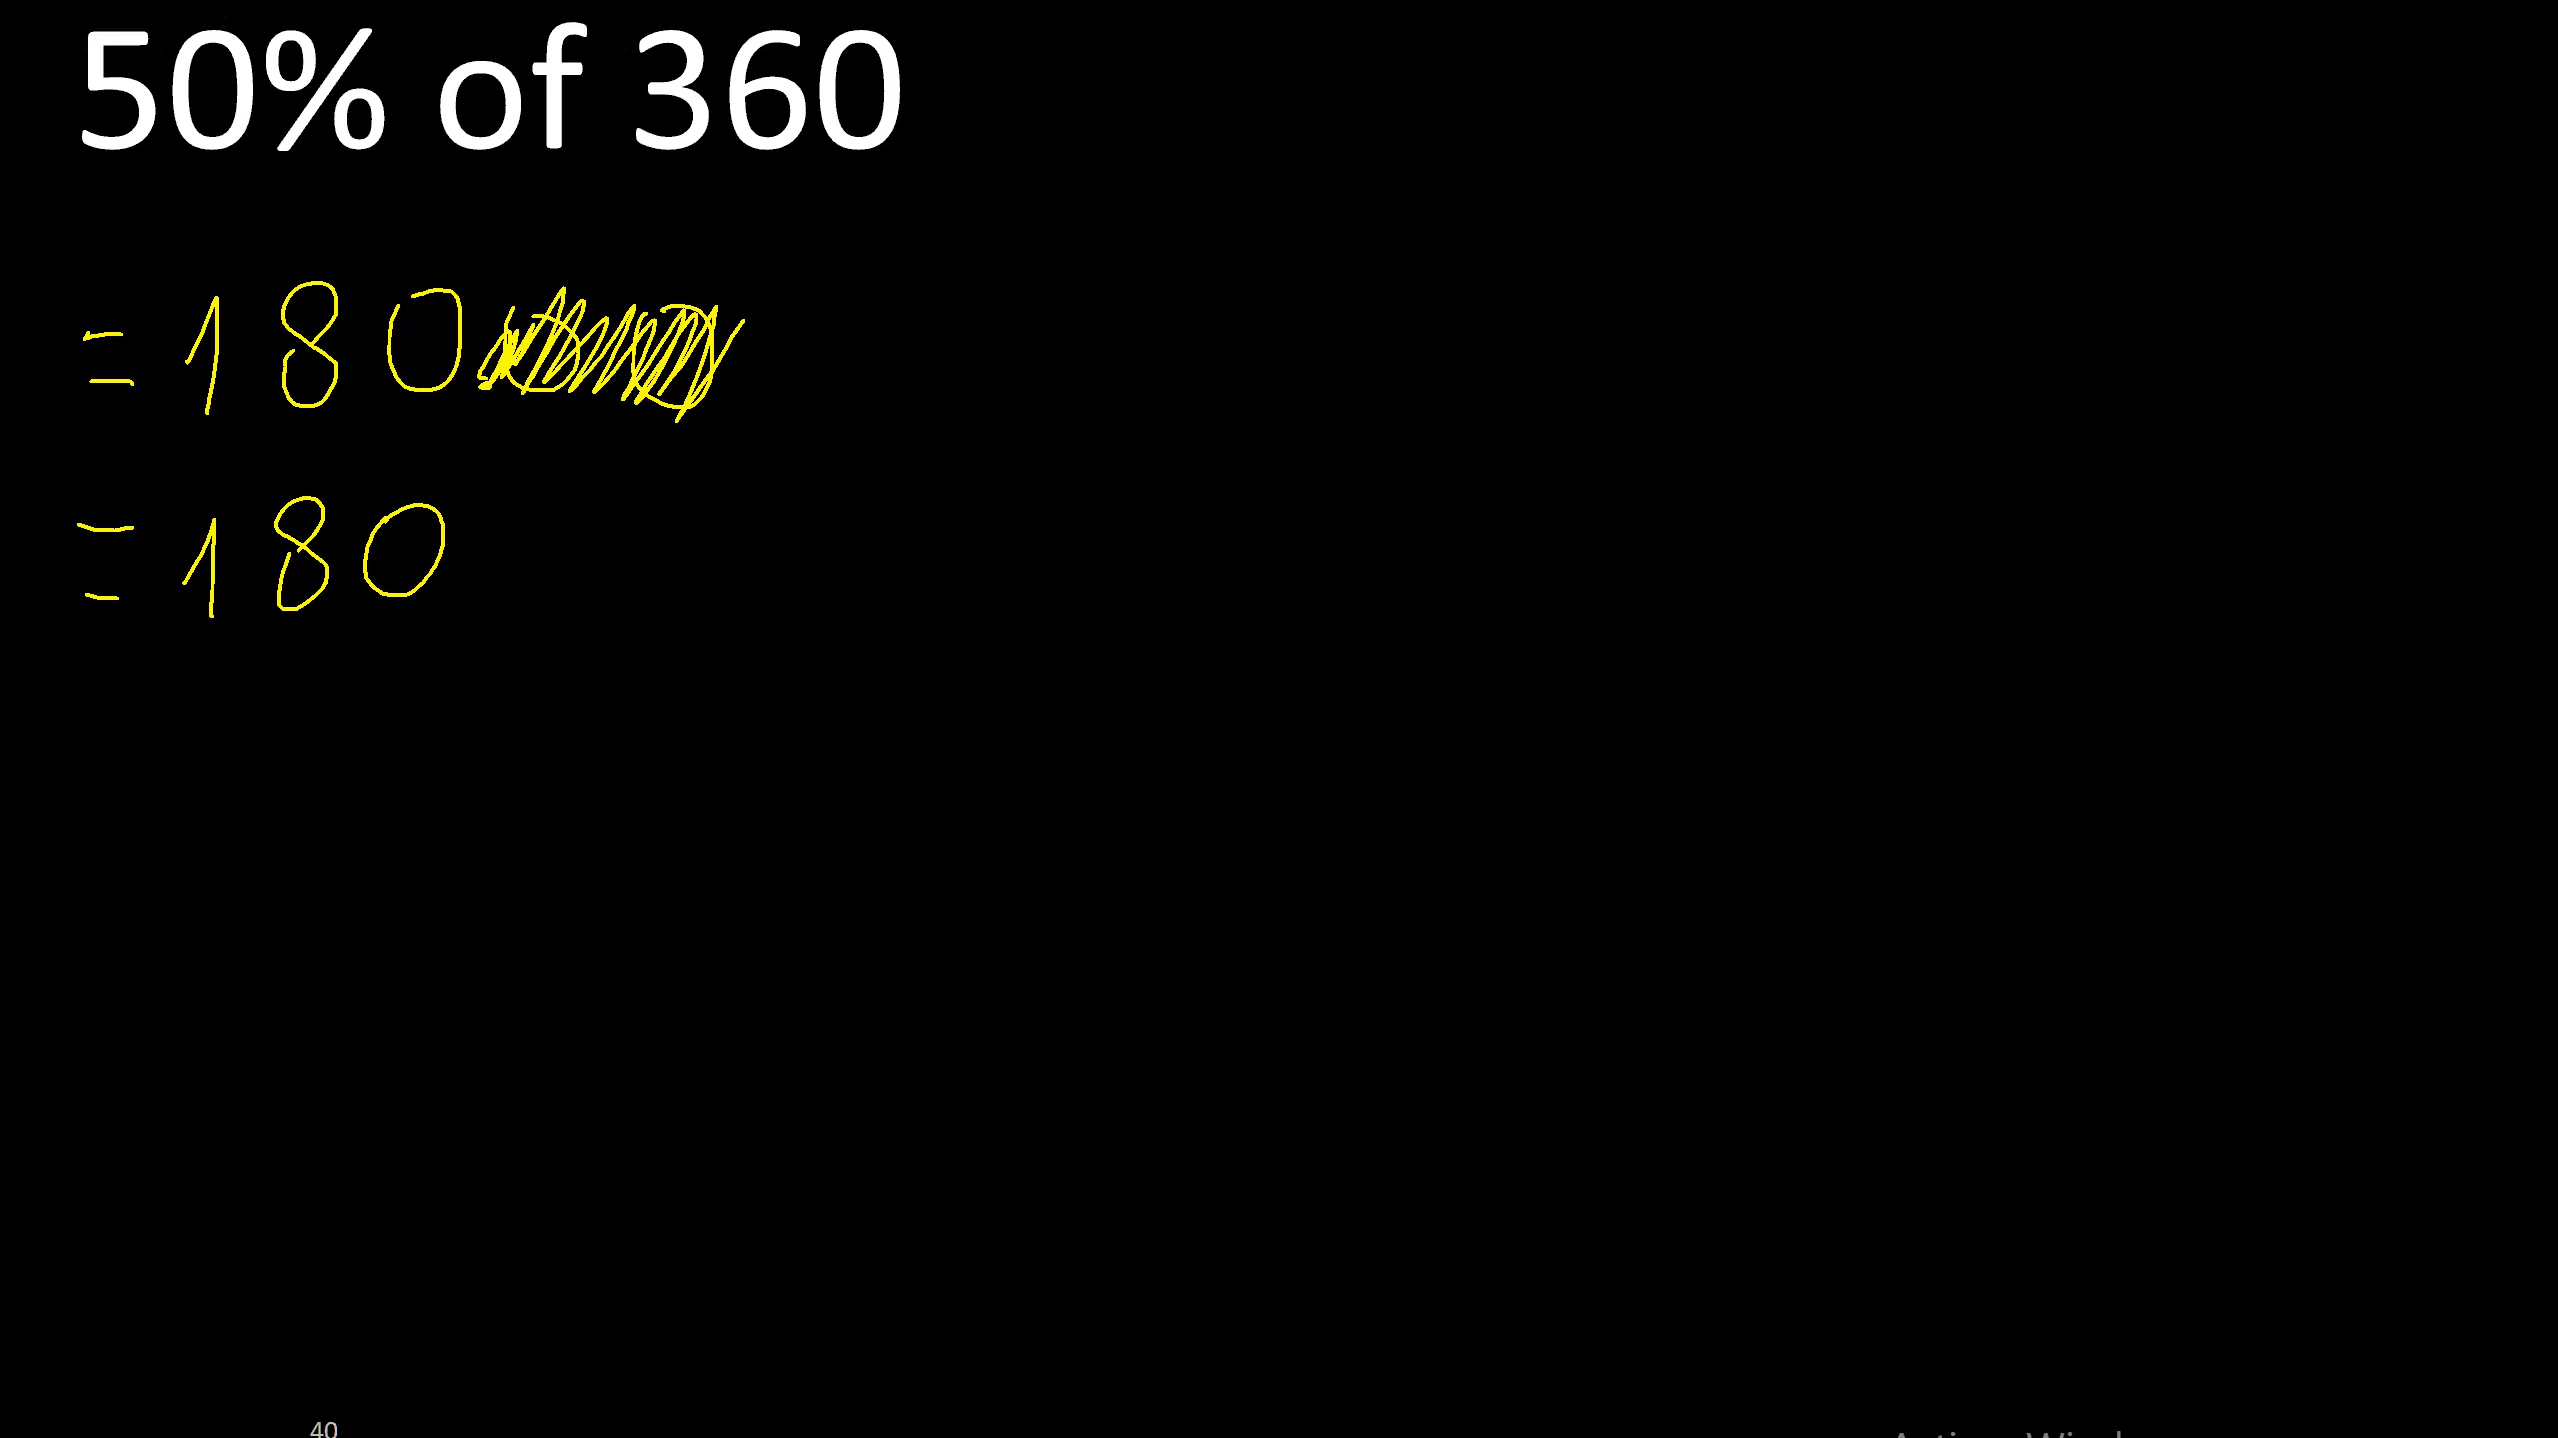 50% of 360
= 180
= 180
40